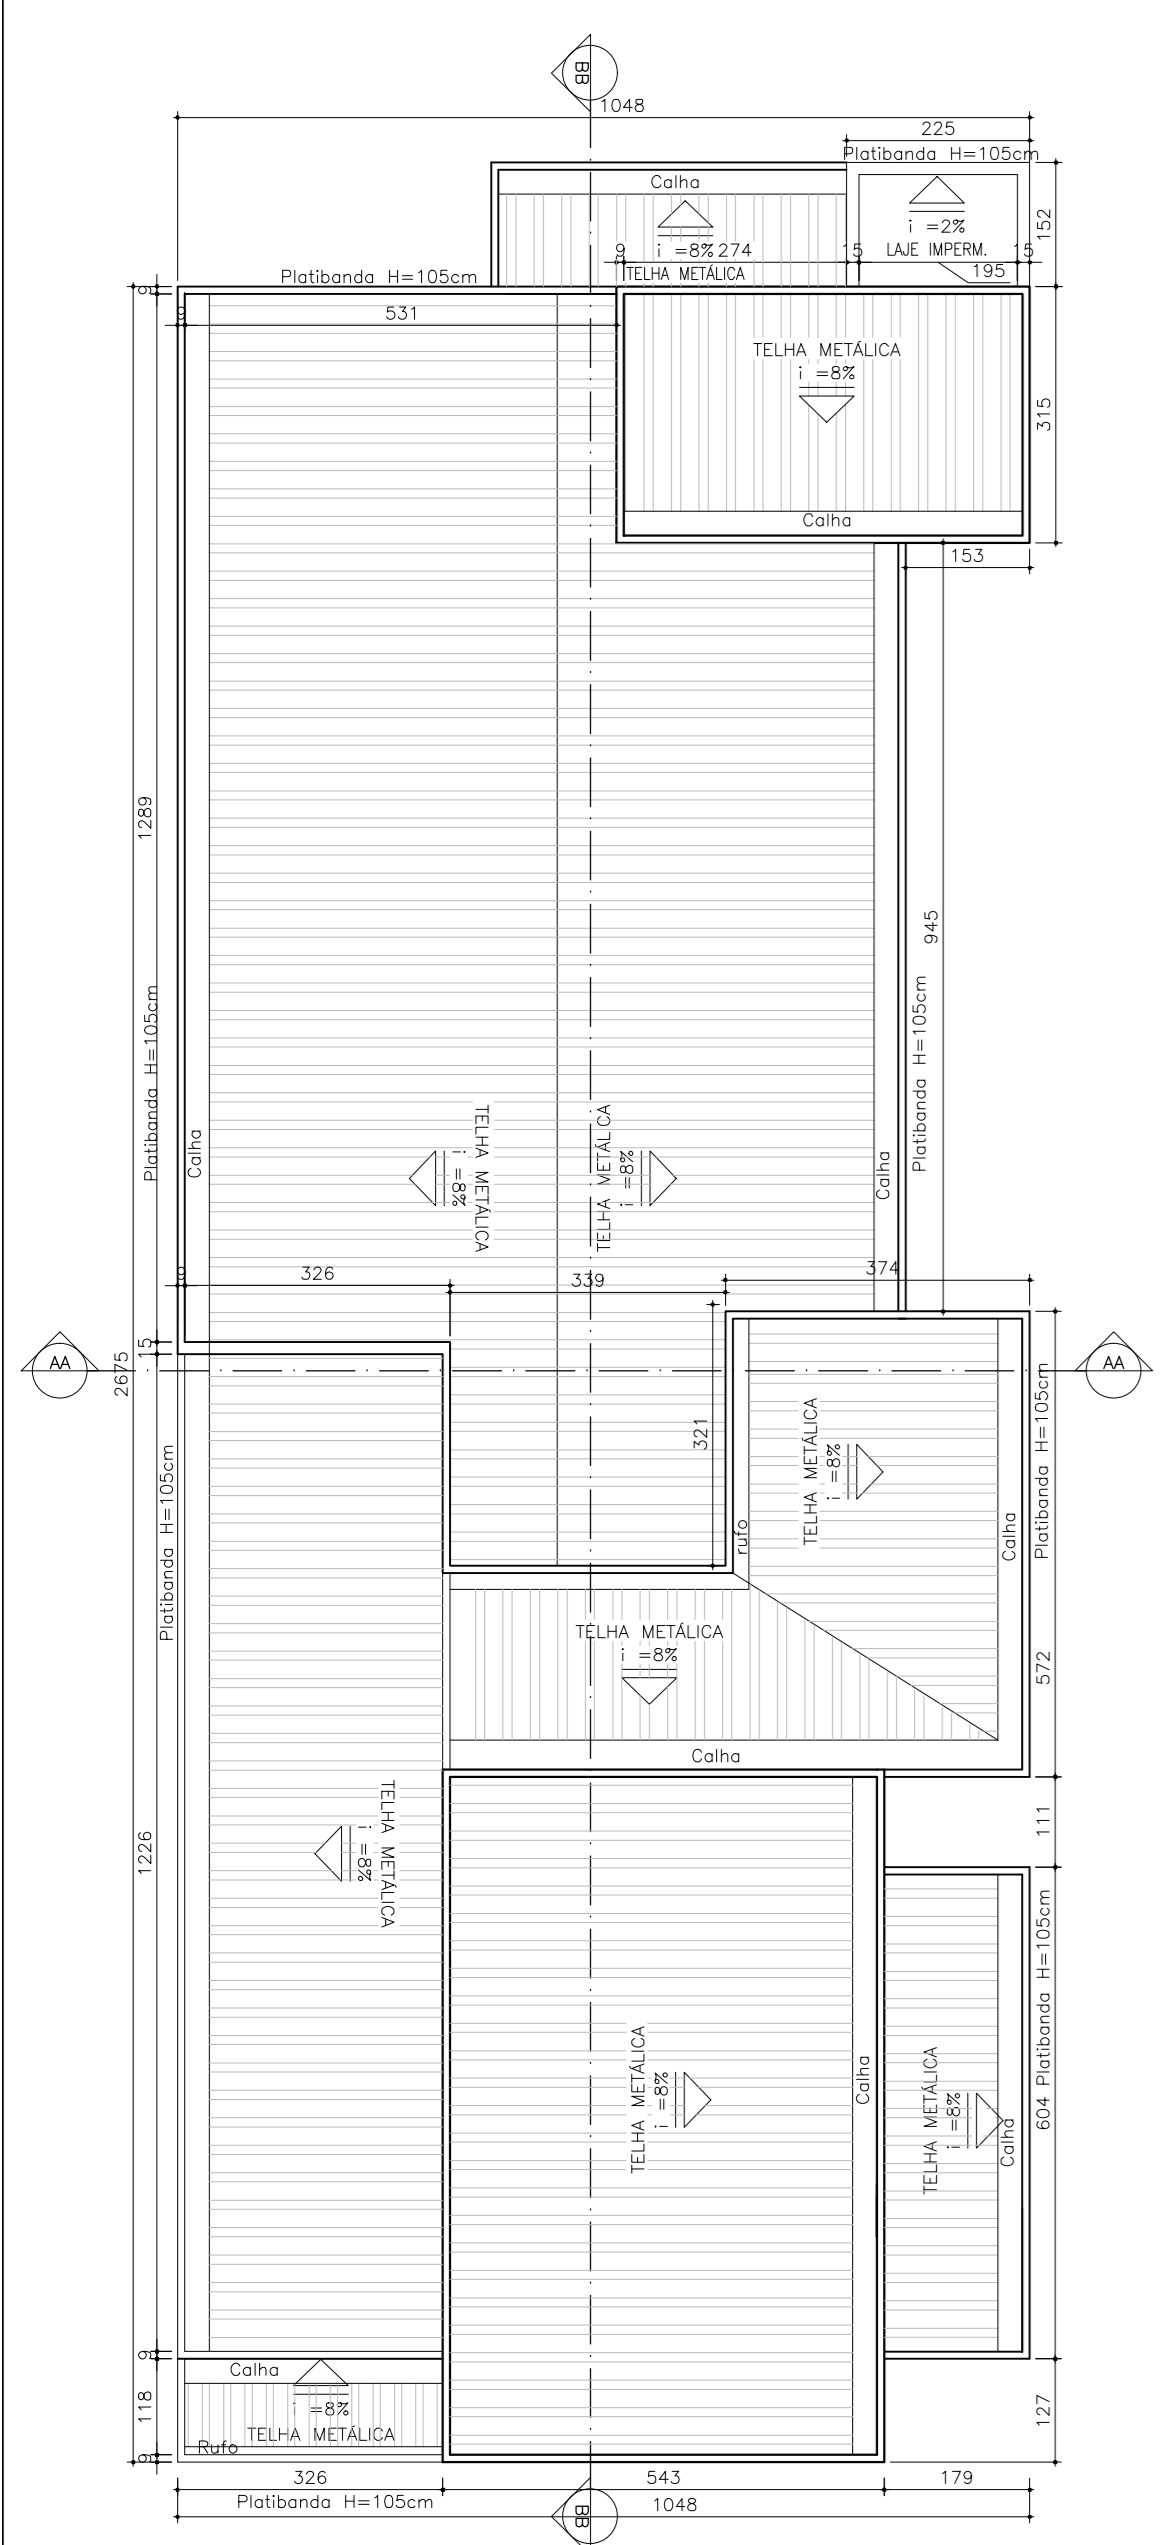 BB
1048
225
Platibanda H=105cm
Calha
i =2%
152
9
i =8%
274
15
LAJE IMPERM.
15
TELHA METÁLICA
195
Platibanda H=105cm
9
9
531
TELHA METÁLICA
i =8%
315
Calha
153
1289
945
Platibanda H=105cm
Platibanda H=105cm
Calha
TELHA METÁLICA
i =8%
TELHA METÁLICA
i =8%
Calha
9
326
339
374
15
AA
2675
AA
321
TELHA METÁLICA
i =8%
Platibanda H=105cm
Platibanda H=105cm
rufo
Calha
TELHA METÁLICA
i =8%
572
Calha
TELHA METÁLICA
i =8%
1226
111
TELHA METÁLICA
i =8%
Calha
TELHA METÁLICA
i =8%
Calha
604 Platibanda H=105cm
9
Calha
118
i =8%
TELHA METÁLICA
127
Rufo
9
326
543
179
Platibanda H=105cm
1048
BB